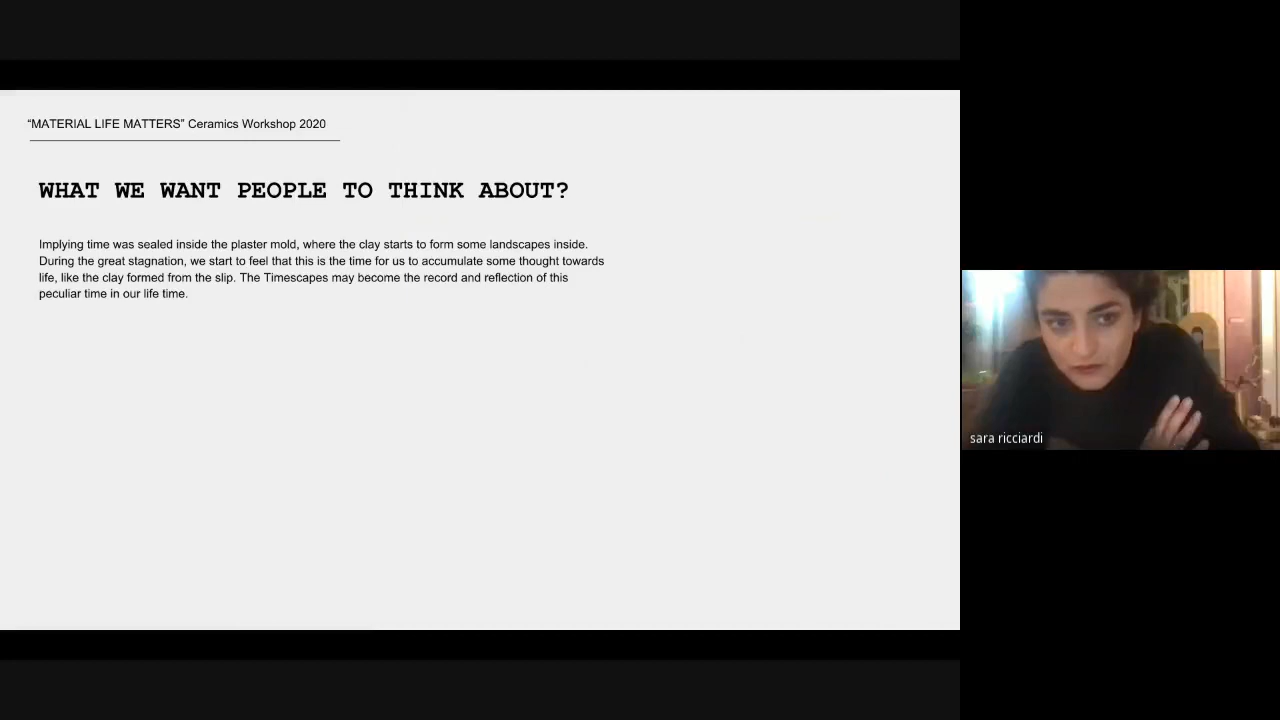 “MATERIAL LIFE MATTERS” Ceramics Workshop 2020
WHAT WE WANT PEOPLE TO THINK ABOUT?
Implying time was sealed inside the plaster mold, where the clay starts to form some landscapes inside.
During the great stagnation, we start to feel that this is the time for us to accumulate some thought towards
life, like the clay formed from the slip. The Timescapes may become the record and reflection of this
peculiar time in our life time.
sara ricciardi